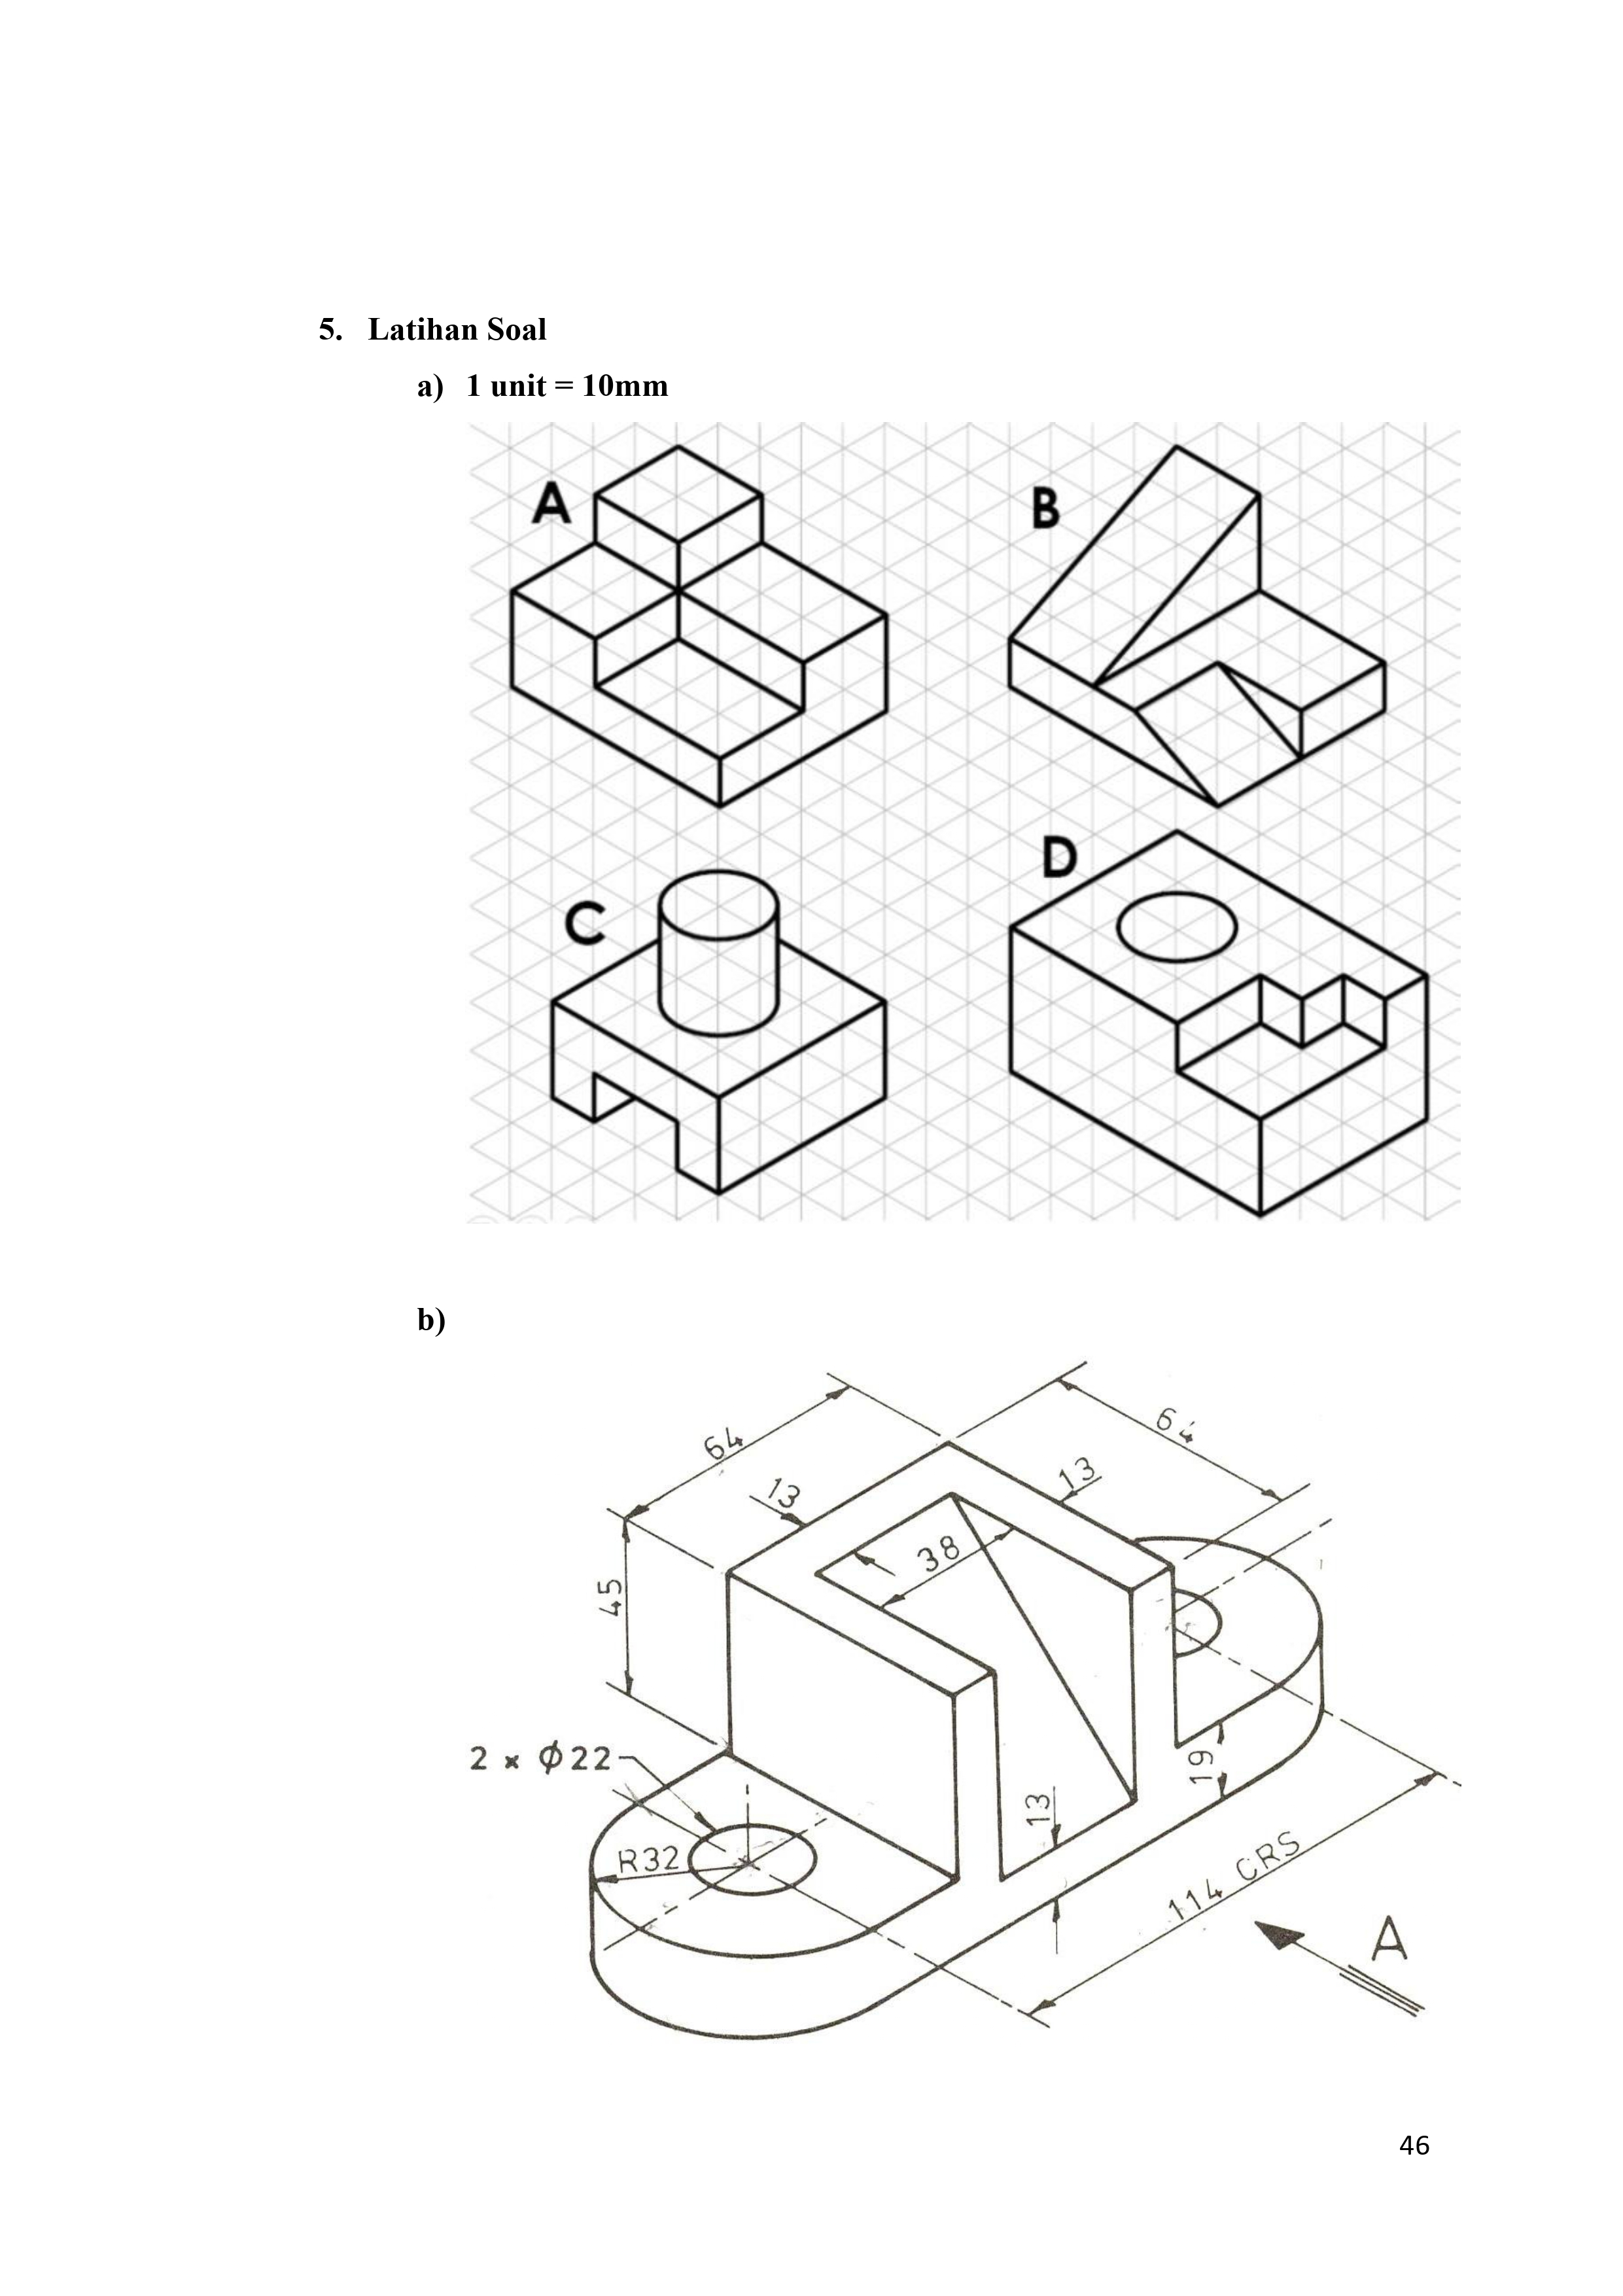 5. Latihan Soal
a) 1 unit = 10mm
A
B
C
D
b)
64
64
13
13
38
45
2 x Φ22
R32
13
19
114 CRS
A
46